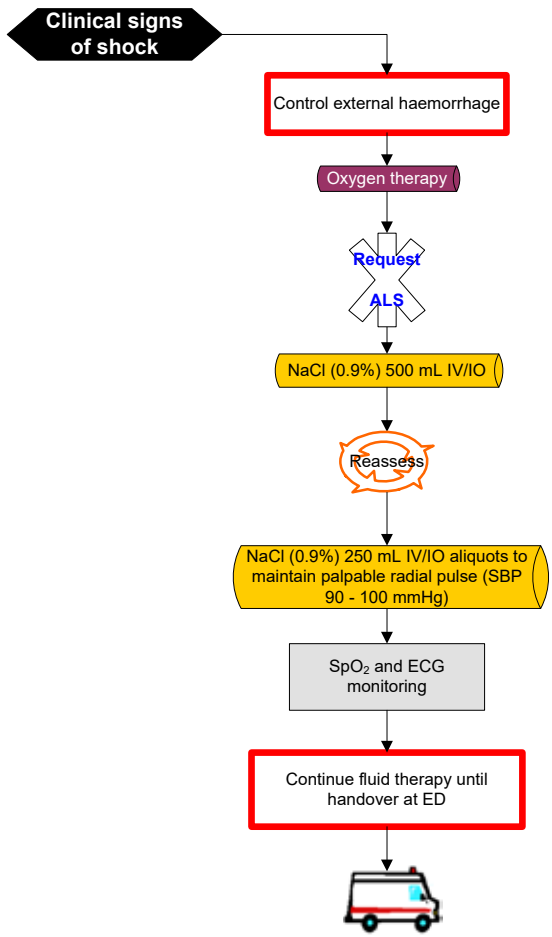 Clinical signs
of shock
Control external haemorrhage
Oxygen therapy
Request
ALS
NaCl (0.9%) 500 mL IV/IO
Reassess
NaCl (0.9%) 250 mL IV/IO aliquots to
maintain palpable radial pulse (SBP
90 - 100 mmHg)
SpO₂ and ECG
monitoring
Continue fluid therapy until
handover at ED